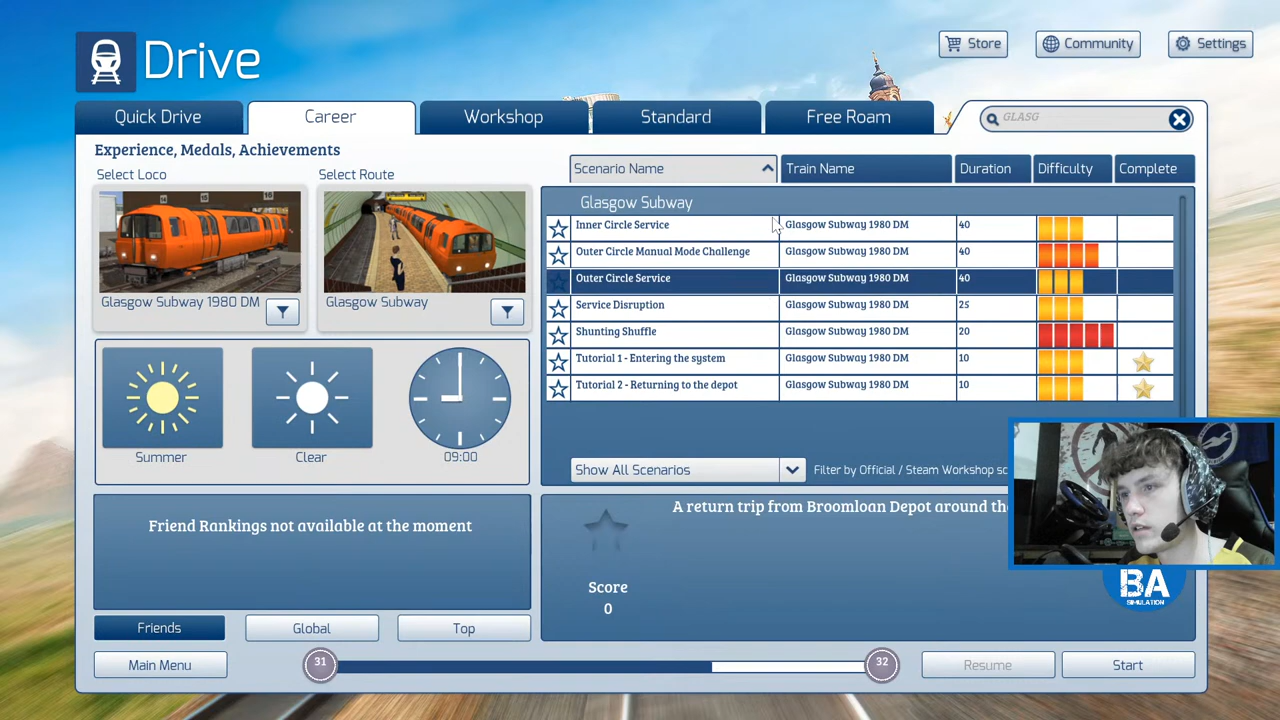 Drive
Store
Community
Settings
Quick Drive
Career
Workshop
Standard
Free Roam
GLASG
Experience, Medals, Achievements
Select Loco
Select Route
Glasgow Subway 1980 DM
Glasgow Subway
Summer
Clear
09:00
Scenario Name
Train Name
Duration
Difficulty
Complete
Glasgow Subway
Inner Circle Service Glasgow Subway 1980 DM 40
Outer Circle Manual Mode Challenge Glasgow Subway 1980 DM 40
Outer Circle Service Glasgow Subway 1980 DM 40
Service Disruption Glasgow Subway 1980 DM 25
Shunting Shuffle Glasgow Subway 1980 DM 20
Tutorial 1 - Entering the system Glasgow Subway 1980 DM 10
Tutorial 2 - Returning to the depot Glasgow Subway 1980 DM 10
Show All Scenarios
Filter by Official / Steam Workshop sc
Friend Rankings not available at the moment
A return trip from Broomloan Depot around the
Score
0
BA
SIMULATION
Friends
Global
Top
Main Menu
31
32
Resume
Start